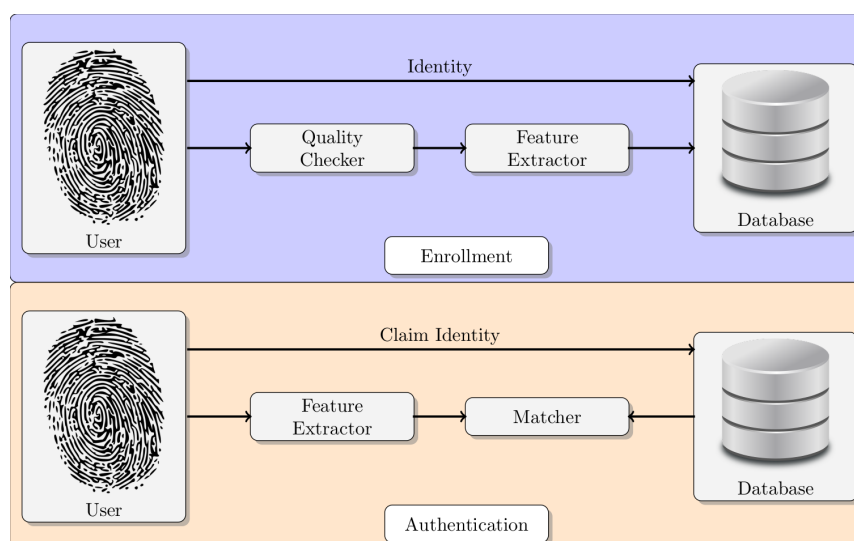 Identity
Quality
Checker
Feature
Extractor
User
Database
Enrollment
Claim Identity
Feature
Extractor
Matcher
User
Database
Authentication